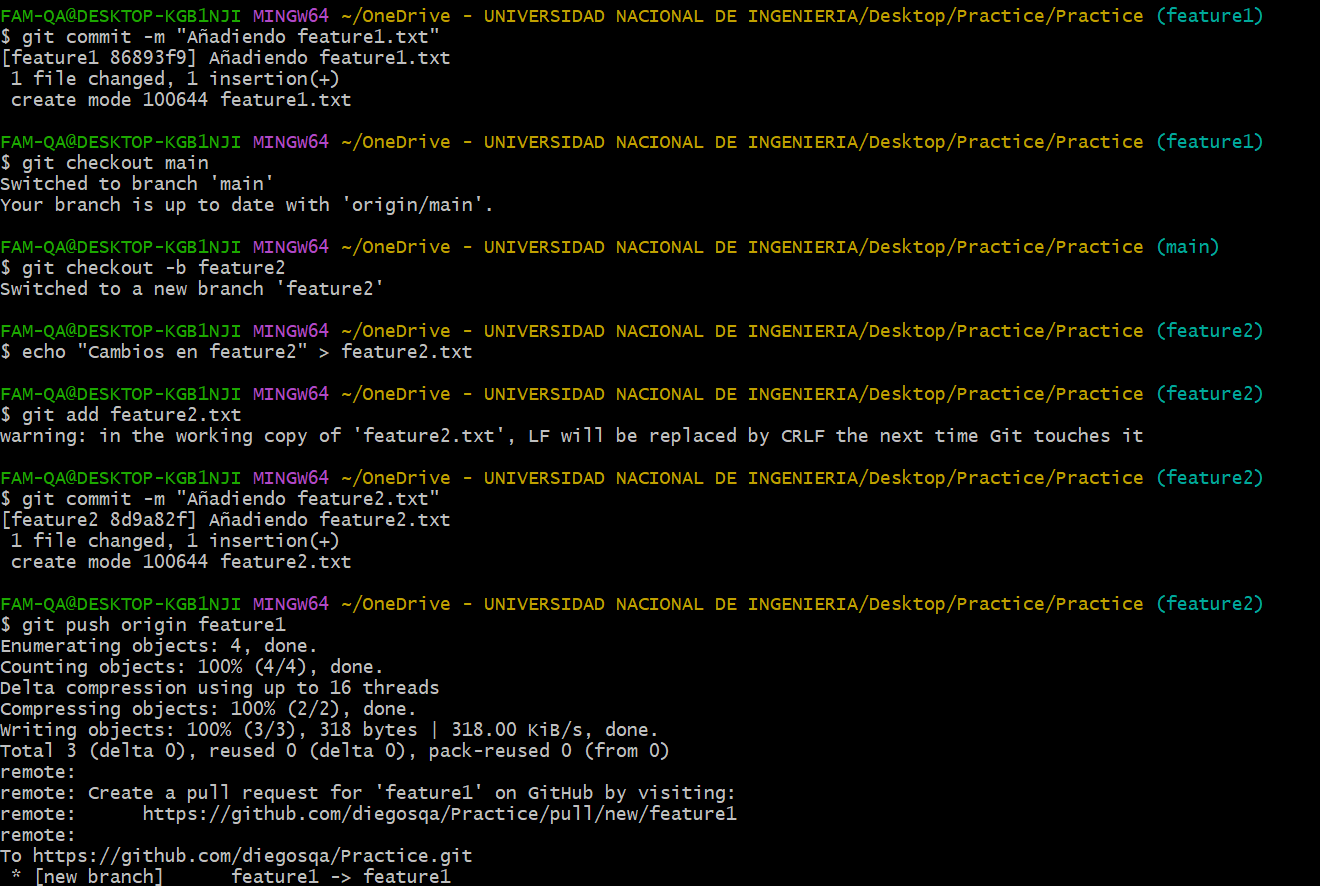 FAM-QA@DESKTOP-KGB1NJI MINGW64 ~/OneDrive - UNIVERSIDAD NACIONAL DE INGENIERIA/Desktop/Practice/Practice (feature1)
$ git commit -m "Añadiendo feature1.txt"
[feature1 86893f9] Añadiendo feature1.txt
 1 file changed, 1 insertion(+)
 create mode 100644 feature1.txt

FAM-QA@DESKTOP-KGB1NJI MINGW64 ~/OneDrive - UNIVERSIDAD NACIONAL DE INGENIERIA/Desktop/Practice/Practice (feature1)
$ git checkout main
Switched to branch 'main'
Your branch is up to date with 'origin/main'.

FAM-QA@DESKTOP-KGB1NJI MINGW64 ~/OneDrive - UNIVERSIDAD NACIONAL DE INGENIERIA/Desktop/Practice/Practice (main)
$ git checkout -b feature2
Switched to a new branch 'feature2'

FAM-QA@DESKTOP-KGB1NJI MINGW64 ~/OneDrive - UNIVERSIDAD NACIONAL DE INGENIERIA/Desktop/Practice/Practice (feature2)
$ echo "Cambios en feature2" > feature2.txt

FAM-QA@DESKTOP-KGB1NJI MINGW64 ~/OneDrive - UNIVERSIDAD NACIONAL DE INGENIERIA/Desktop/Practice/Practice (feature2)
$ git add feature2.txt
warning: in the working copy of 'feature2.txt', LF will be replaced by CRLF the next time Git touches it

FAM-QA@DESKTOP-KGB1NJI MINGW64 ~/OneDrive - UNIVERSIDAD NACIONAL DE INGENIERIA/Desktop/Practice/Practice (feature2)
$ git commit -m "Añadiendo feature2.txt"
[feature2 8d9a82f] Añadiendo feature2.txt
 1 file changed, 1 insertion(+)
 create mode 100644 feature2.txt

FAM-QA@DESKTOP-KGB1NJI MINGW64 ~/OneDrive - UNIVERSIDAD NACIONAL DE INGENIERIA/Desktop/Practice/Practice (feature2)
$ git push origin feature1
Enumerating objects: 4, done.
Counting objects: 100% (4/4), done.
Delta compression using up to 16 threads
Compressing objects: 100% (2/2), done.
Writing objects: 100% (3/3), 318 bytes | 318.00 KiB/s, done.
Total 3 (delta 0), reused 0 (delta 0), pack-reused 0 (from 0)
remote:
remote: Create a pull request for 'feature1' on GitHub by visiting:
remote:      https://github.com/diegosqa/Practice/pull/new/feature1
remote:
To https://github.com/diegosqa/Practice.git
 * [new branch]      feature1 -> feature1